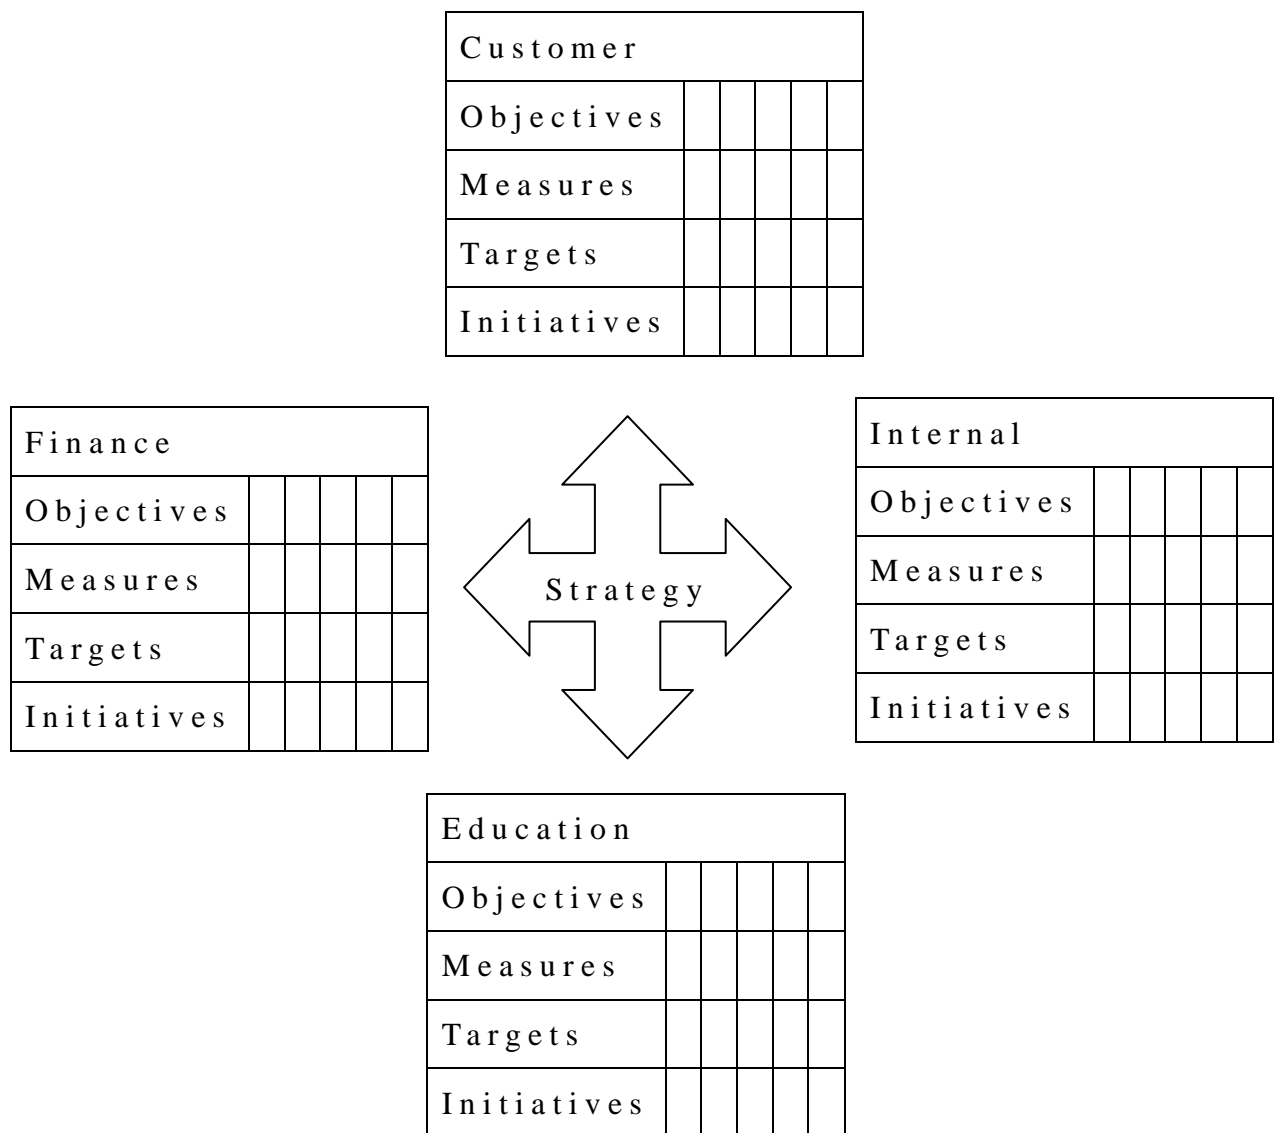 Customer
Objectives
Measures
Targets
Initiatives
Finance
Objectives
Measures
Targets
Initiatives
Strategy
Internal
Objectives
Measures
Targets
Initiatives
Education
Objectives
Measures
Targets
Initiatives